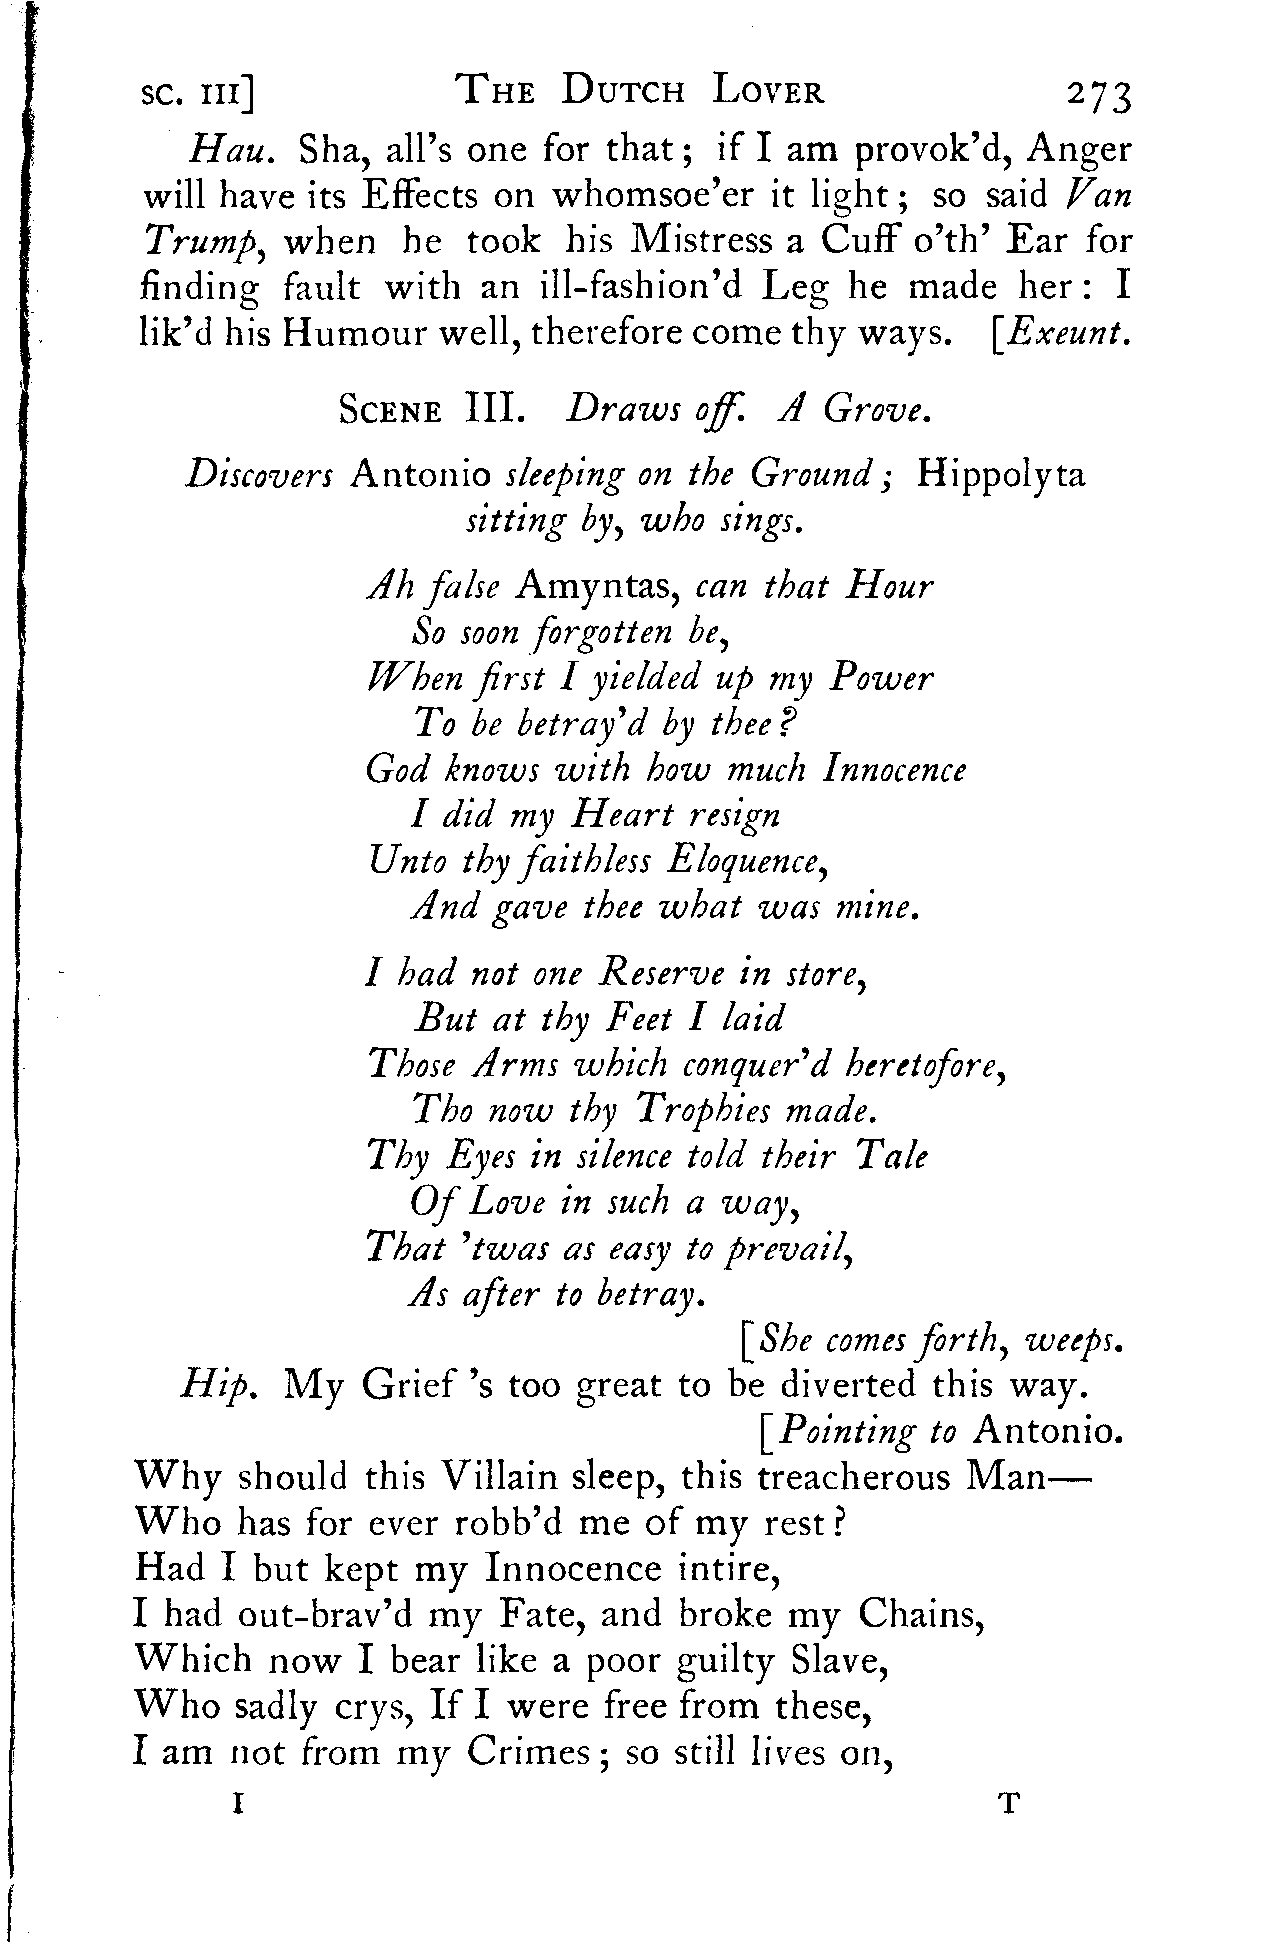 SC. III] THE DUTCH LOVER 273
Hau. Sha, all's one for that; if I am provok'd, Anger
will have its Effects on whomsoe'er it light; so said Van
Trump, when he took his Mistress a Cuff o'th' Ear for
finding fault with an ill-fashion'd Leg he made her: I
lik'd his Humour well, therefore come thy ways. [Exeunt.
SCENE III. Draws off. A Grove.
Discovers Antonio sleeping on the Ground; Hippolyta
sitting by, who sings.
Ah false Amyntas, can that Hour
So soon forgotten be,
When first I yielded up my Power
To be betray'd by thee?
God knows with how much Innocence
I did my Heart resign
Unto thy faithless Eloquence,
And gave thee what was mine.
I had not one Reserve in store,
But at thy Feet I laid
Those Arms which conquer'd heretofore,
Tho now thy Trophies made.
Thy Eyes in silence told their Tale
Of Love in such a way,
That 'twas as easy to prevail,
As after to betray.
[She comes forth, weeps.
Hip. My Grief 's too great to be diverted this way.
[Pointing to Antonio.
Why should this Villain sleep, this treacherous Man—
Who has for ever robb'd me of my rest?
Had I but kept my Innocence intire,
I had out-brav'd my Fate, and broke my Chains,
Which now I bear like a poor guilty Slave,
Who sadly crys, If I were free from these,
I am not from my Crimes; so still lives on,
I T